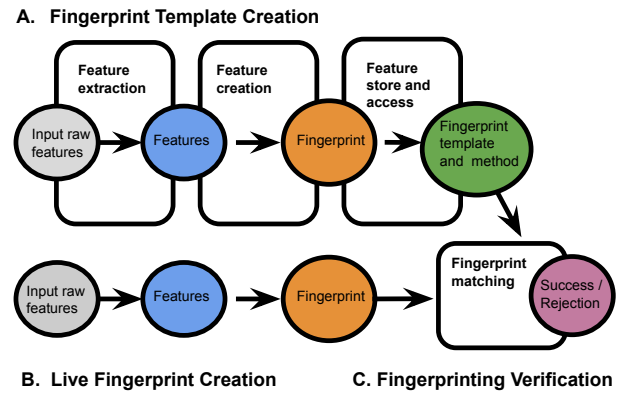 A. Fingerprint Template Creation
Feature
extraction
Feature
creation
Feature
store and
access
Input raw
features
Features
Fingerprint
Fingerprint
template
and method
Input raw
features
Features
Fingerprint
Fingerprint
matching
Success /
Rejection
B. Live Fingerprint Creation
C. Fingerprinting Verification